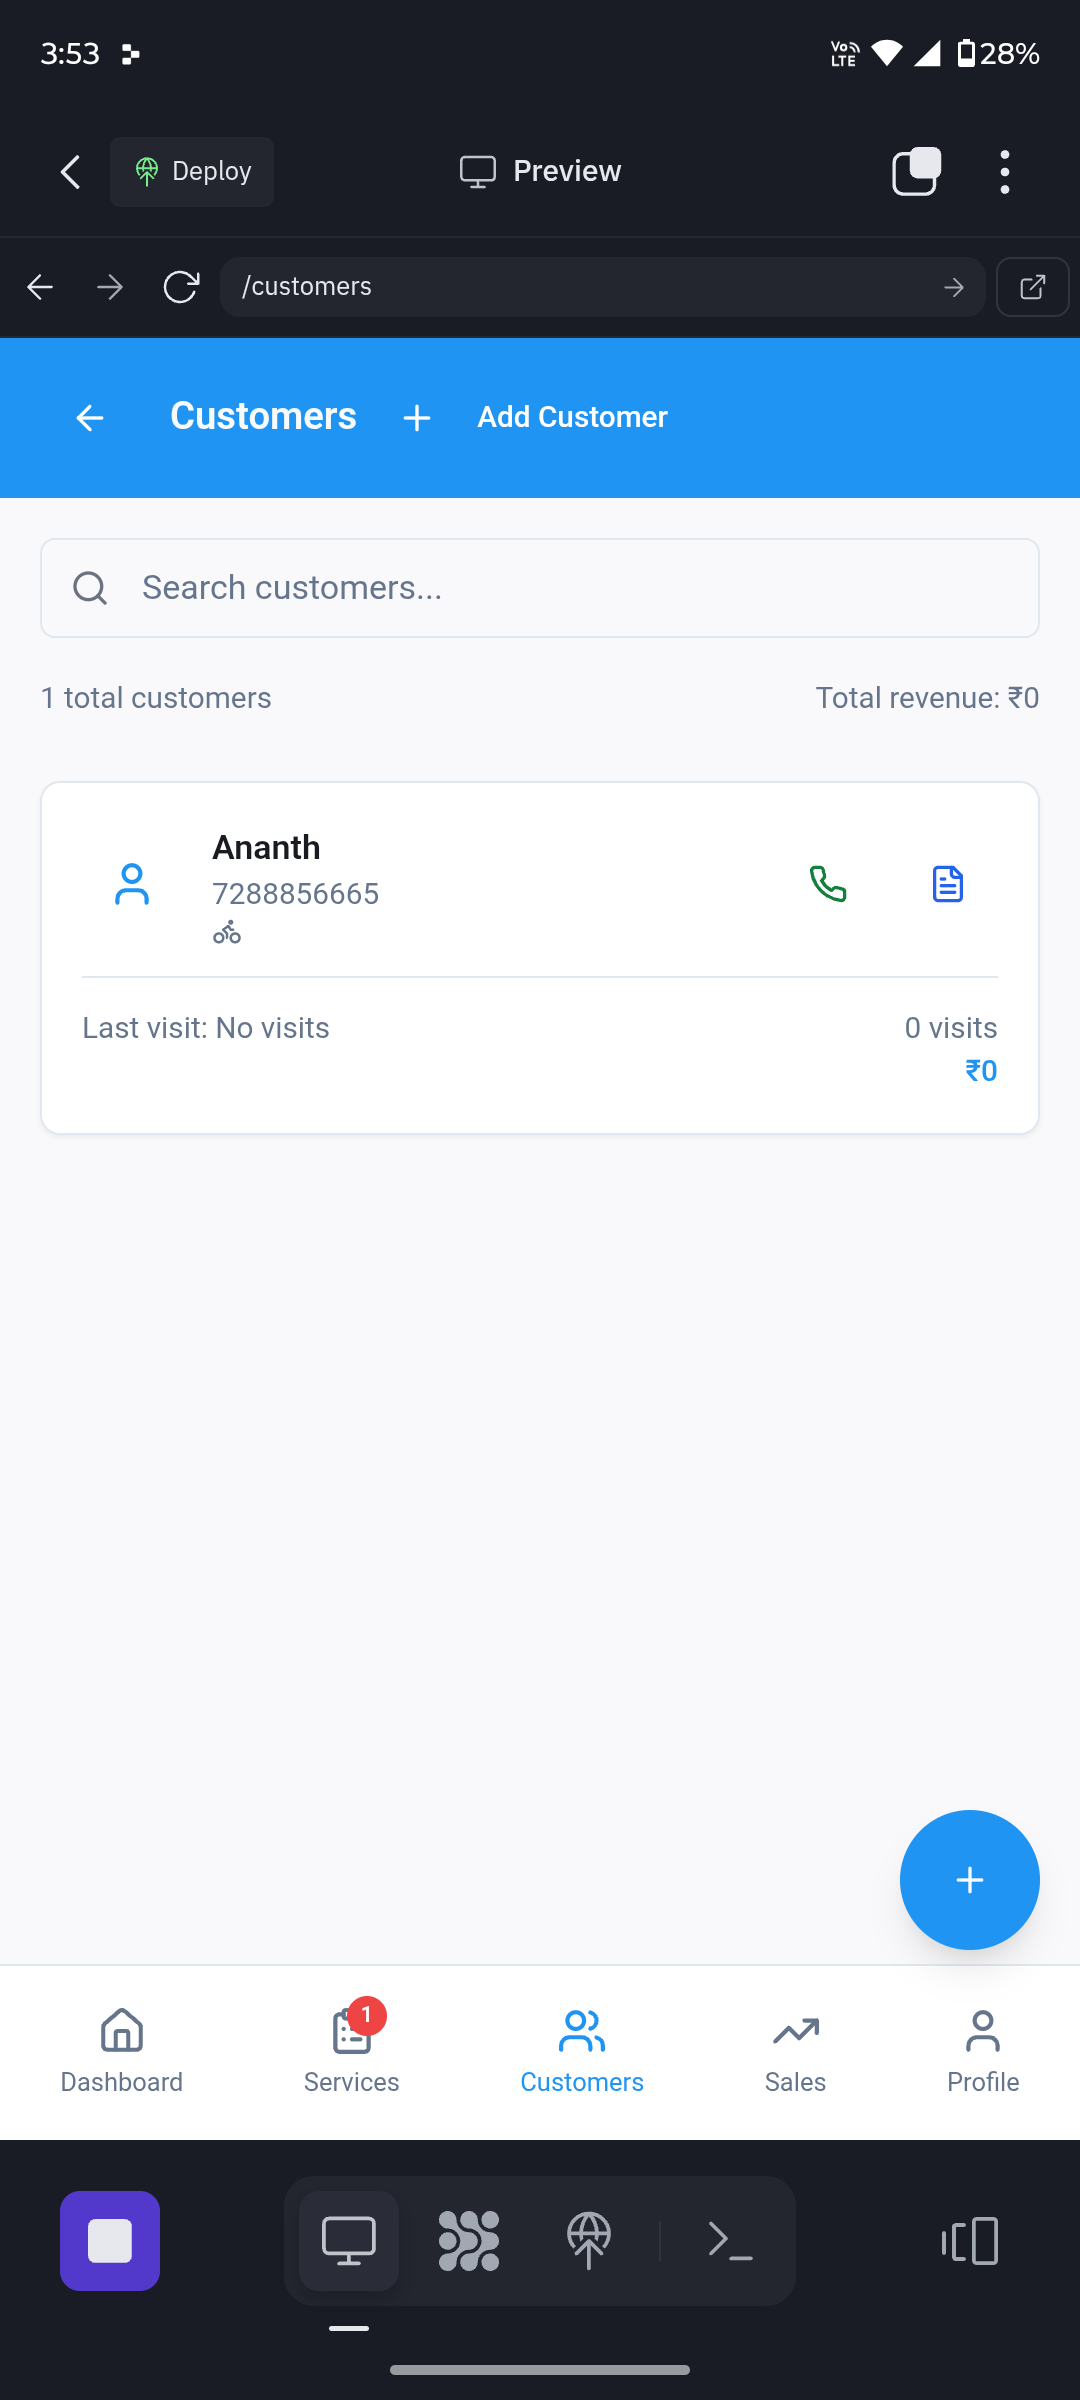 3:53
Vo LTE 28%
Deploy
Preview
/customers
Customers
Add Customer
Search customers...
1 total customers
Total revenue: ₹0
Ananth
7288856665
Last visit: No visits
0 visits
₹0
1
Dashboard
Services
Customers
Sales
Profile